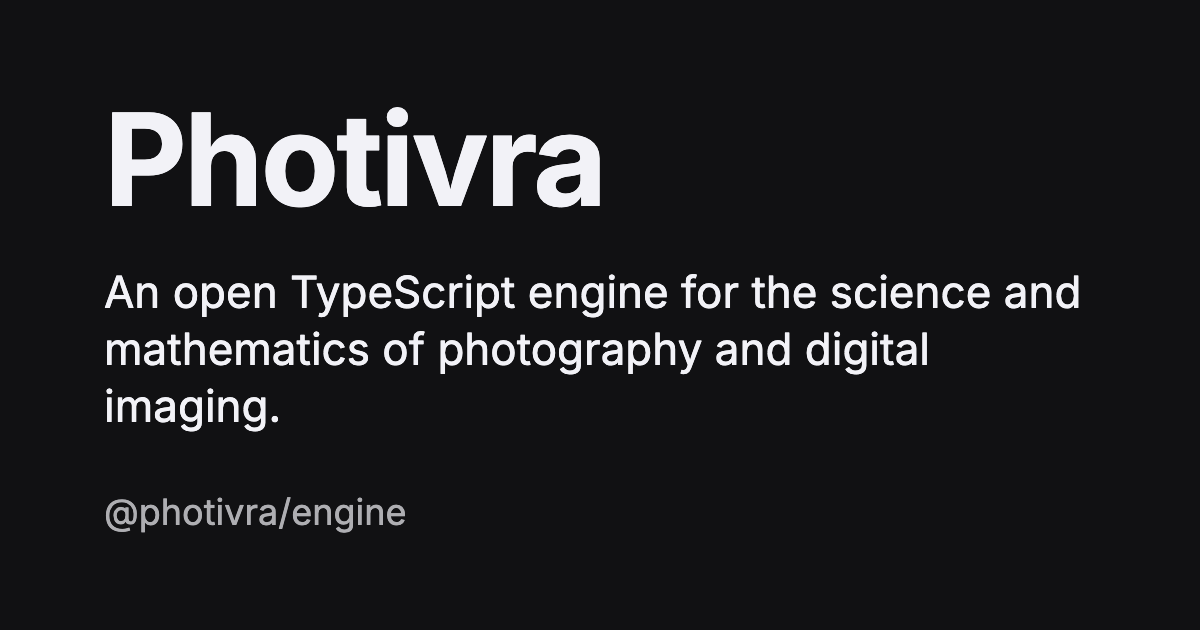 Photivra
An open TypeScript engine for the science and
mathematics of photography and digital
imaging.
@photivra/engine